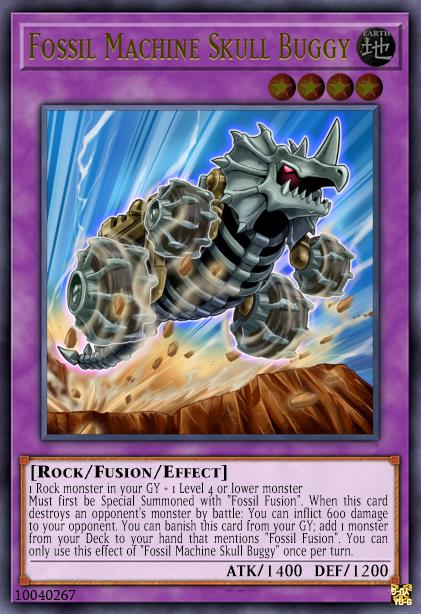 Fossil Machine Skull Buggy
EARTH
地
[Rock/Fusion/Effect]
1 Rock monster in your GY + 1 Level 4 or lower monster
Must first be Special Summoned with "Fossil Fusion". When this card
destroys an opponent's monster by battle: You can inflict 600 damage
to your opponent. You can banish this card from your GY; add 1 monster
from your Deck to your hand that mentions "Fossil Fusion". You can
only use this effect of "Fossil Machine Skull Buggy" once per turn.
ATK/1400 DEF/1200
10040267